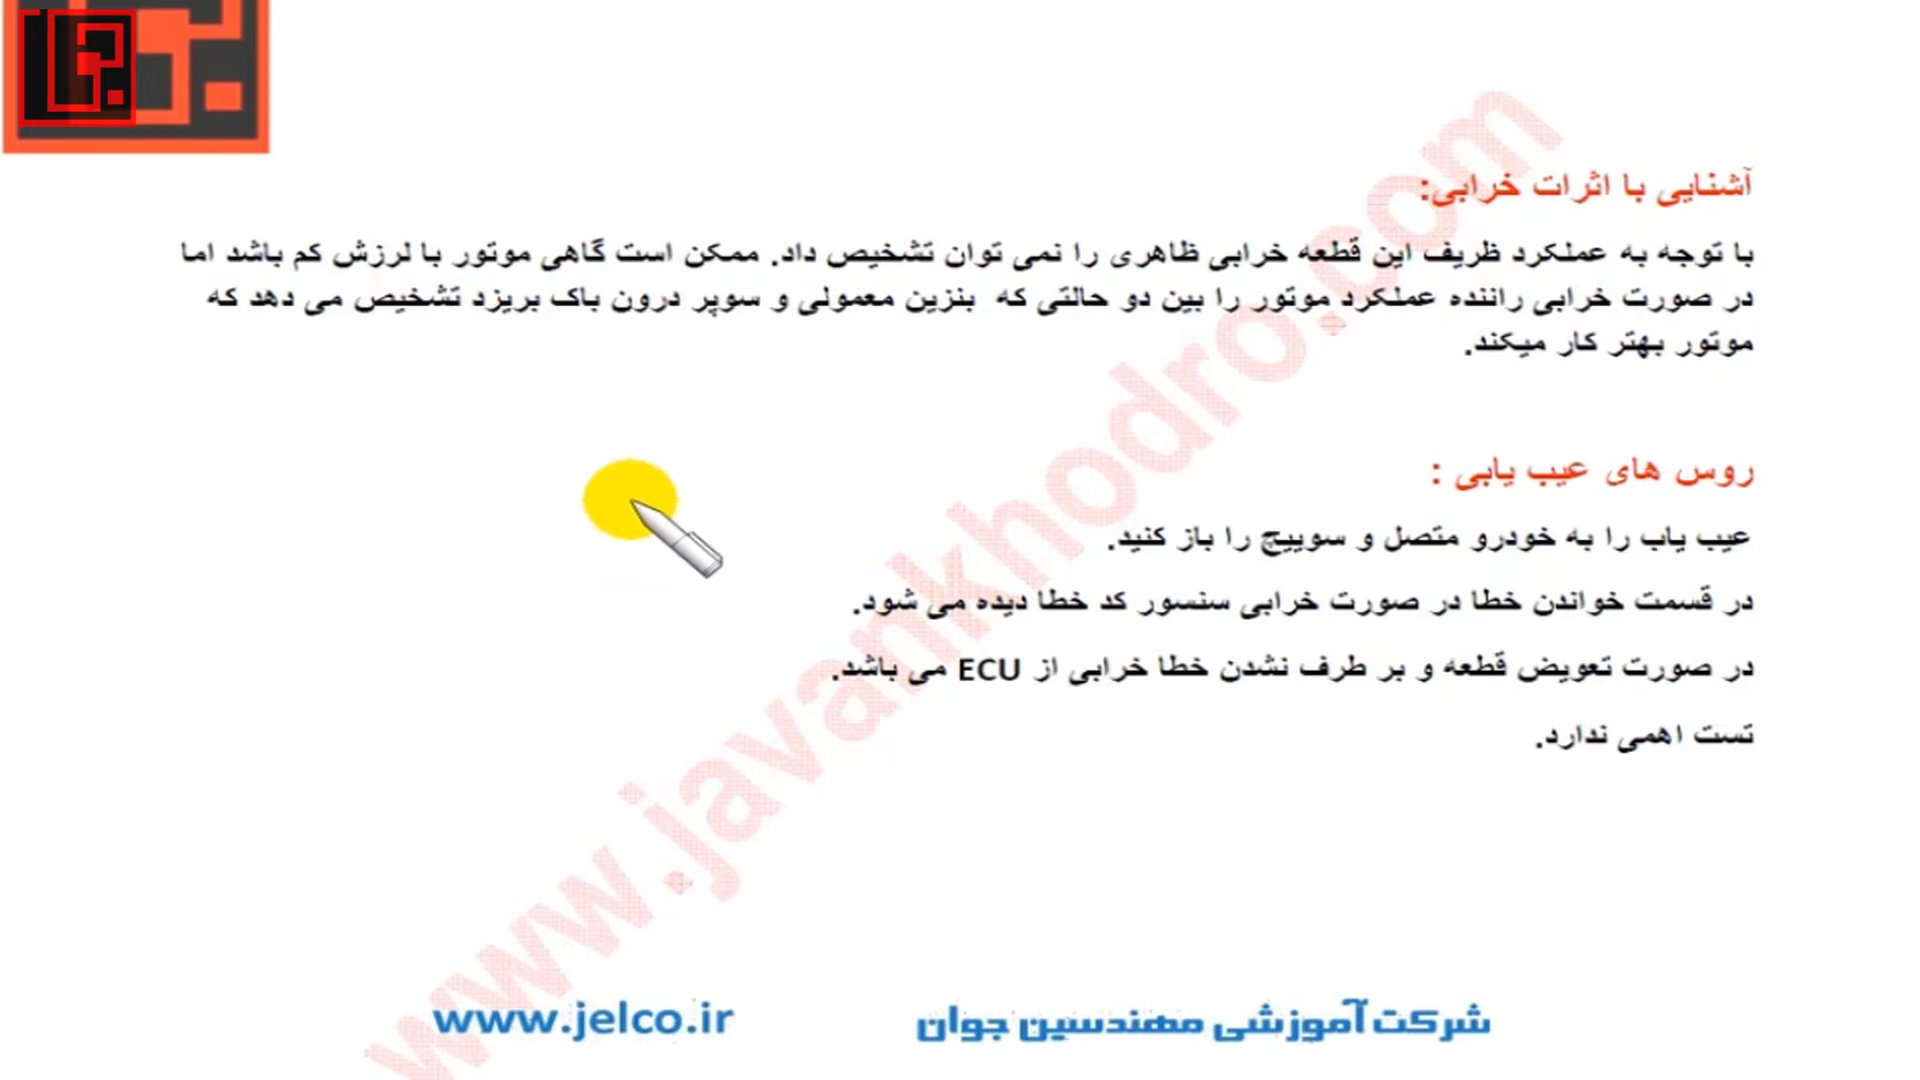 آشنایی با اثرات خرابی:
با توجه به عملکرد ظریف این قطعه خرابی ظاهری را نمی توان تشخیص داد. ممکن است گاهی موتور با لرزش کم باشد اما
در صورت خرابی راننده عملکرد موتور را بین دو حالتی که بنزین معمولی و سوپر درون باک بریزد تشخیص می دهد که
موتور بهتر کار میکند.
روس های عیب یابی :
عیب یاب را به خودرو متصل و سوییچ را باز کنید.
در قسمت خواندن خطا در صورت خرابی سنسور کد خطا دیده می شود.
در صورت تعویض قطعه و بر طرف نشدن خطا خرابی از ECU می باشد.
تست اهمی ندارد.
www.javankhodro.com
شرکت آموزشی مهندسین جوان
www.jelco.ir